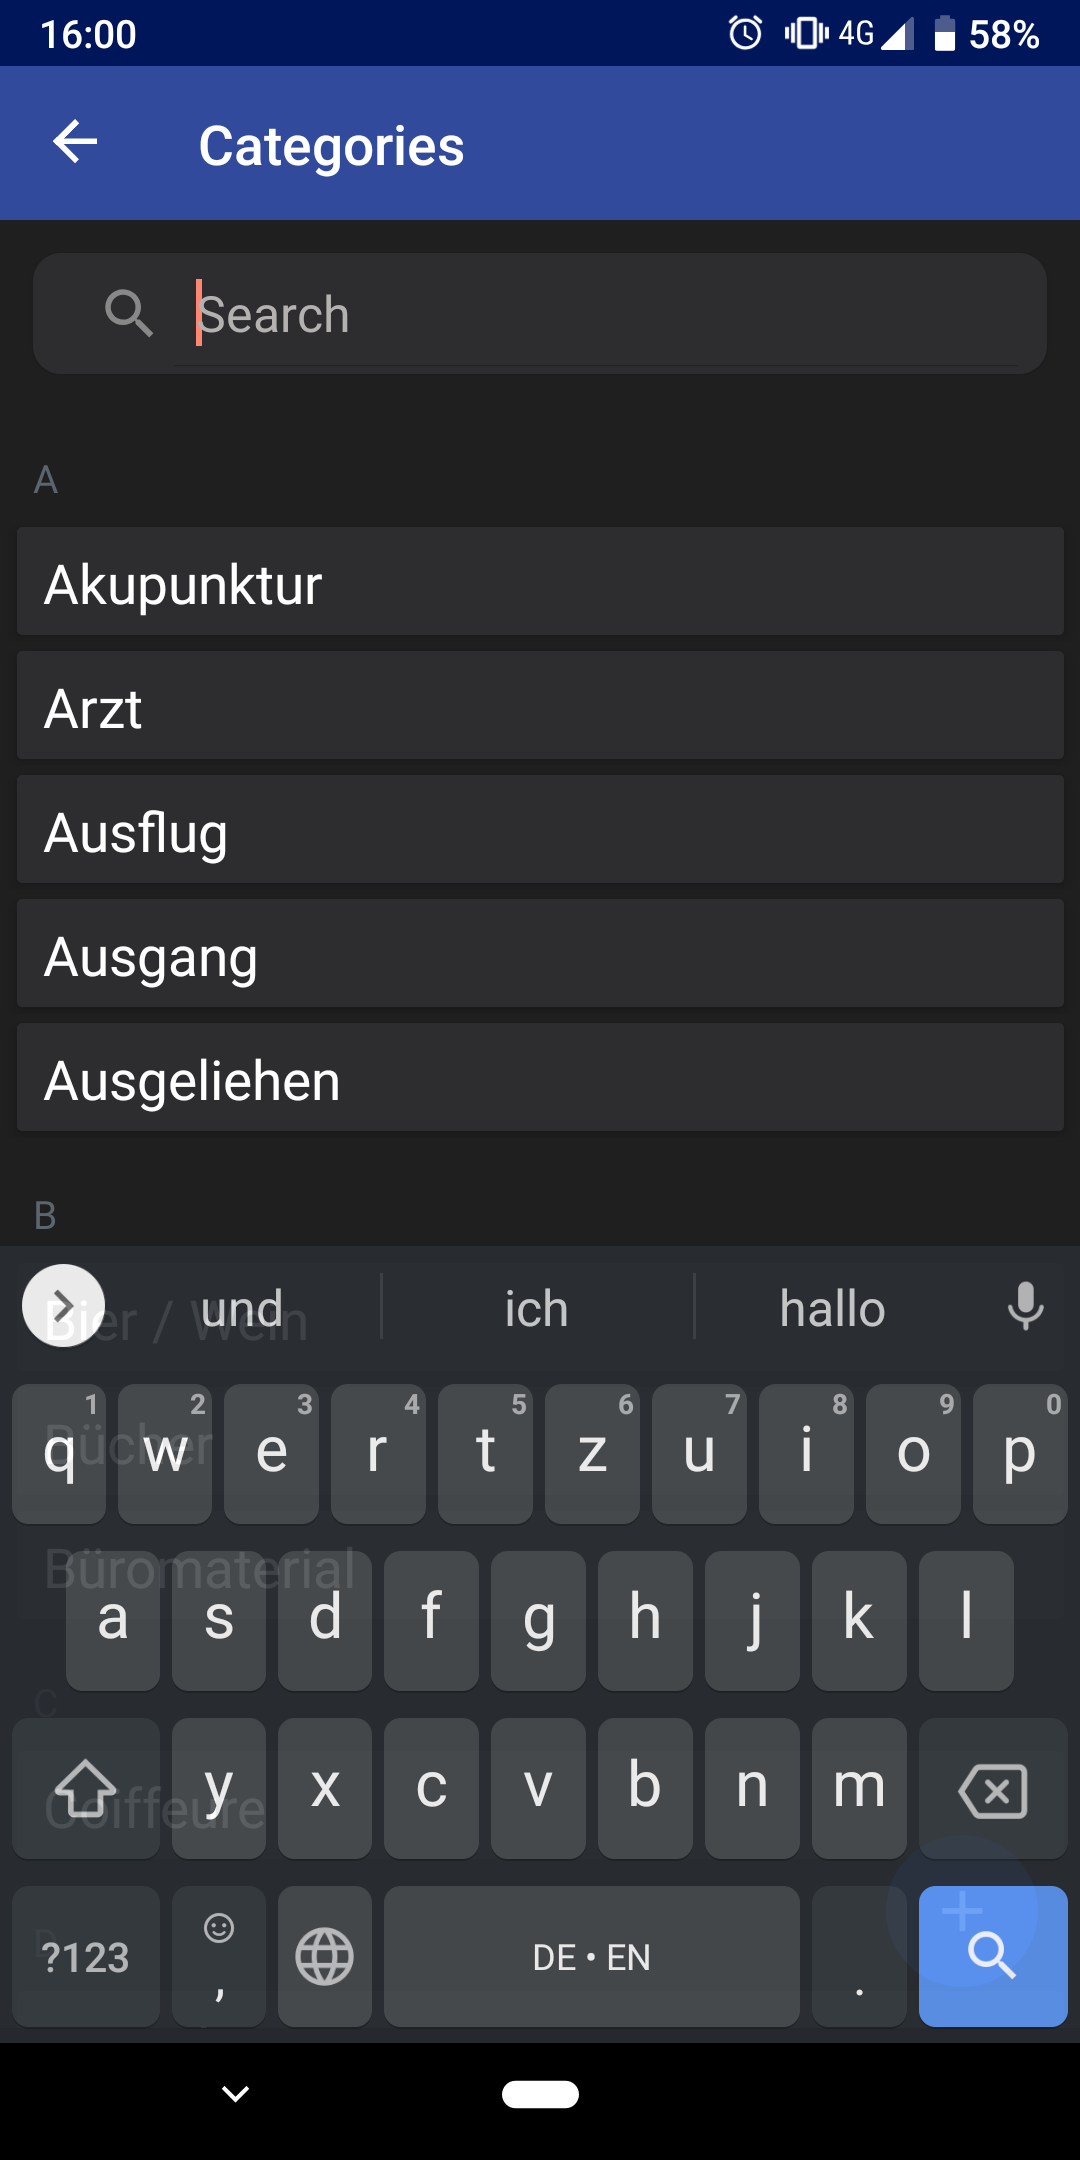 16:00 4G 58%
Categories
Search
A
Akupunktur
Arzt
Ausflug
Ausgang
Ausgeliehen
B
Bier / Wein
und ich hallo
Bücher
1 2 3 4 5 6 7 8 9 0
q w e r t z u i o p
Büromaterial
a s d f g h j k l
C
Coiffeure
y x c v b n m
D
?123 , DE • EN .